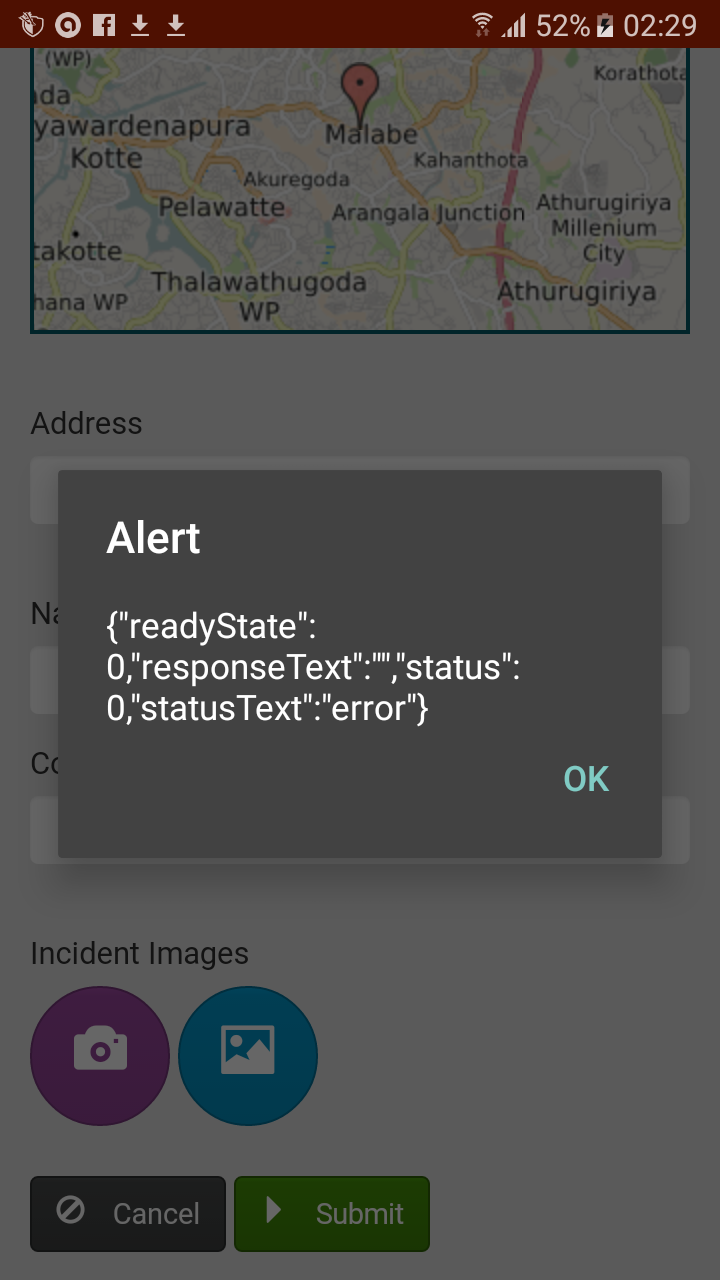 52% 02:29
(WP)
Korathota
da
yawardenapura
Malabe
Kotte
Kahanthota
Akuregoda
Pelawatte
Arangala Junction
Athurugiriya
Millenium
City
takotte
Thalawathugoda
WP
hana WP
Athurugiriya
Address
Alert
{"readyState":
0,"responseText":"","status":
0,"statusText":"error"}
OK
Na
Co
Incident Images
Cancel
Submit